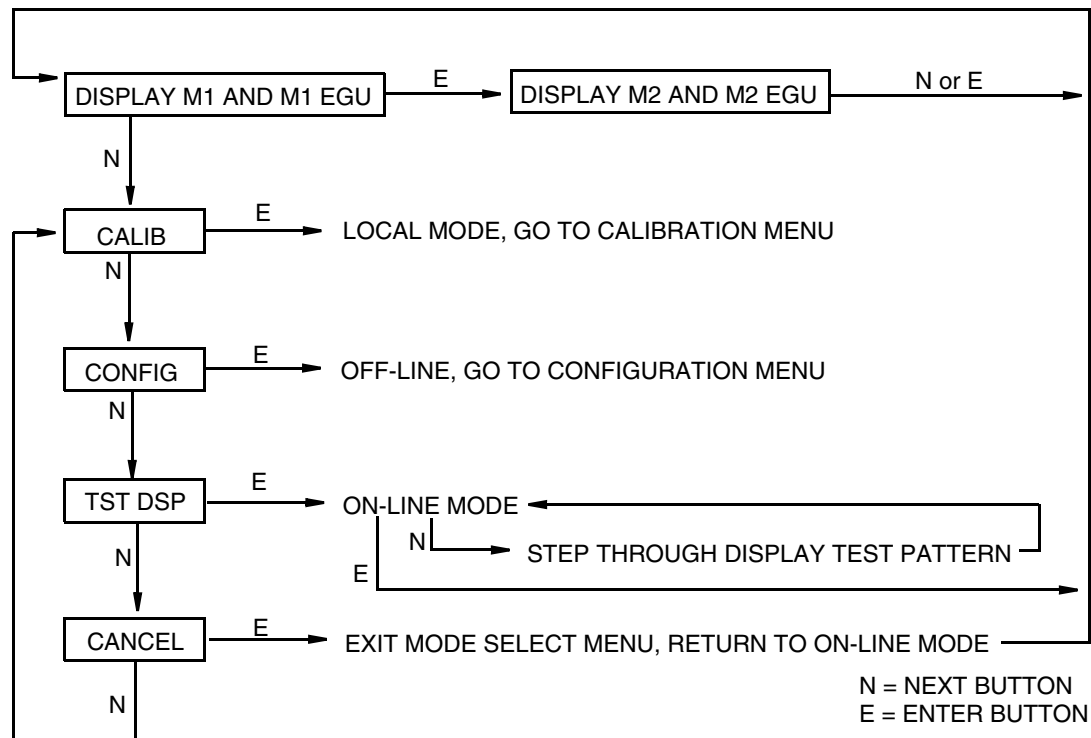 E
N or E
DISPLAY M1 AND M1 EGU
DISPLAY M2 AND M2 EGU
N
E
CALIB
LOCAL MODE, GO TO CALIBRATION MENU
N
E
CONFIG
OFF-LINE, GO TO CONFIGURATION MENU
N
E
TST DSP
ON-LINE MODE
N
N
STEP THROUGH DISPLAY TEST PATTERN
E
E
CANCEL
EXIT MODE SELECT MENU, RETURN TO ON-LINE MODE
N
N = NEXT BUTTON
E = ENTER BUTTON